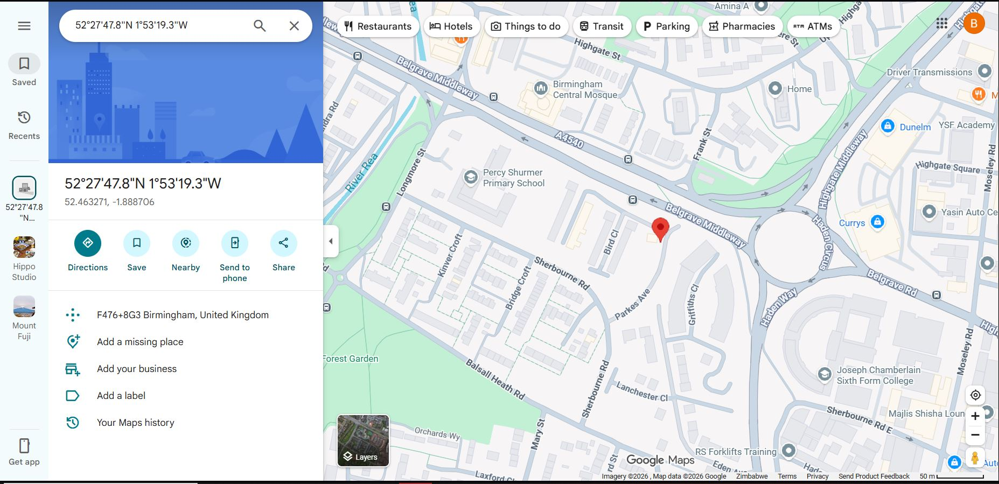 52°27'47.8"N 1°53'19.3"W
Saved
Recents
52°27'47.8
"N...
Hippo
Studio
Mount
Fuji
Get app
52°27'47.8"N 1°53'19.3"W
52.463271, -1.888706
Directions
Save
Nearby
Send to
phone
Share
F476+8G3 Birmingham, United Kingdom
Add a missing place
Add your business
Add a label
Your Maps history
Restaurants
Hotels
Things to do
Transit
P Parking
Pharmacies
ATM ATMs
B
Amina A
Highgate St
Belgrave Middleway
Birmingham
Central Mosque
Home
Driver Transmissions
Dunelm
YSF Academy
A4540
Frank St
Highgate Middleway
Highgate Square
Moseley Rd
River Rea
Longmore St
Percy Shurmer
Primary School
Belgrave Middleway
Currys
Yasin Auto Ce
Haden Circus
Bird Cl
Kinver Croft
Bridge Croft
Sherbourne Rd
Parkes Ave
Griffiths Cl
Haden Way
Belgrave Rd
Forest Garden
Balsall Heath Rd
Sherbourne Rd
Lanchester Cl
Joseph Chamberlain
Sixth Form College
Moseley Rd
Majlis Shisha Loun
Sherbourne Rd E
Orchards Wy
Mary St
RS Forklifts Training
Layers
Google Maps
Imagery ©2026 , Map data ©2026 Google Zimbabwe Terms Privacy Send Product Feedback 50 m